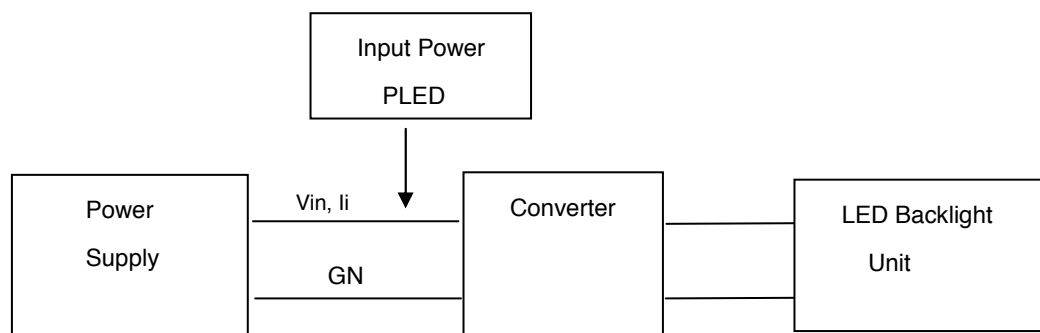 Input Power
PLED
Power
Supply
Vin, Ii
GN
Converter
LED Backlight
Unit